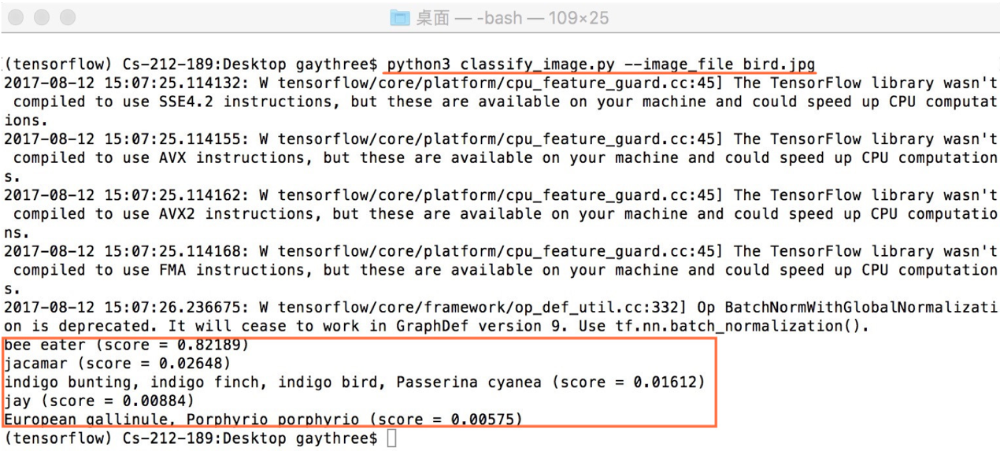 桌面 — -bash — 109×25
(tensorflow) Cs-212-189:Desktop gaythree$ python3 classify_image.py --image_file bird.jpg
2017-08-12 15:07:25.114132: W tensorflow/core/platform/cpu_feature_guard.cc:45] The TensorFlow library wasn't
compiled to use SSE4.2 instructions, but these are available on your machine and could speed up CPU computat
ions.
2017-08-12 15:07:25.114155: W tensorflow/core/platform/cpu_feature_guard.cc:45] The TensorFlow library wasn't
compiled to use AVX instructions, but these are available on your machine and could speed up CPU computation
s.
2017-08-12 15:07:25.114162: W tensorflow/core/platform/cpu_feature_guard.cc:45] The TensorFlow library wasn't
compiled to use AVX2 instructions, but these are available on your machine and could speed up CPU computatio
ns.
2017-08-12 15:07:25.114168: W tensorflow/core/platform/cpu_feature_guard.cc:45] The TensorFlow library wasn't
compiled to use FMA instructions, but these are available on your machine and could speed up CPU computation
s.
2017-08-12 15:07:26.236675: W tensorflow/core/framework/op_def_util.cc:332] Op BatchNormWithGlobalNormalizati
on is deprecated. It will cease to work in GraphDef version 9. Use tf.nn.batch_normalization().
bee eater (score = 0.82189)
jacamar (score = 0.02648)
indigo bunting, indigo finch, indigo bird, Passerina cyanea (score = 0.01612)
jay (score = 0.00884)
European gallinule, Porphyrio porphyrio (score = 0.00575)
(tensorflow) Cs-212-189:Desktop gaythree$